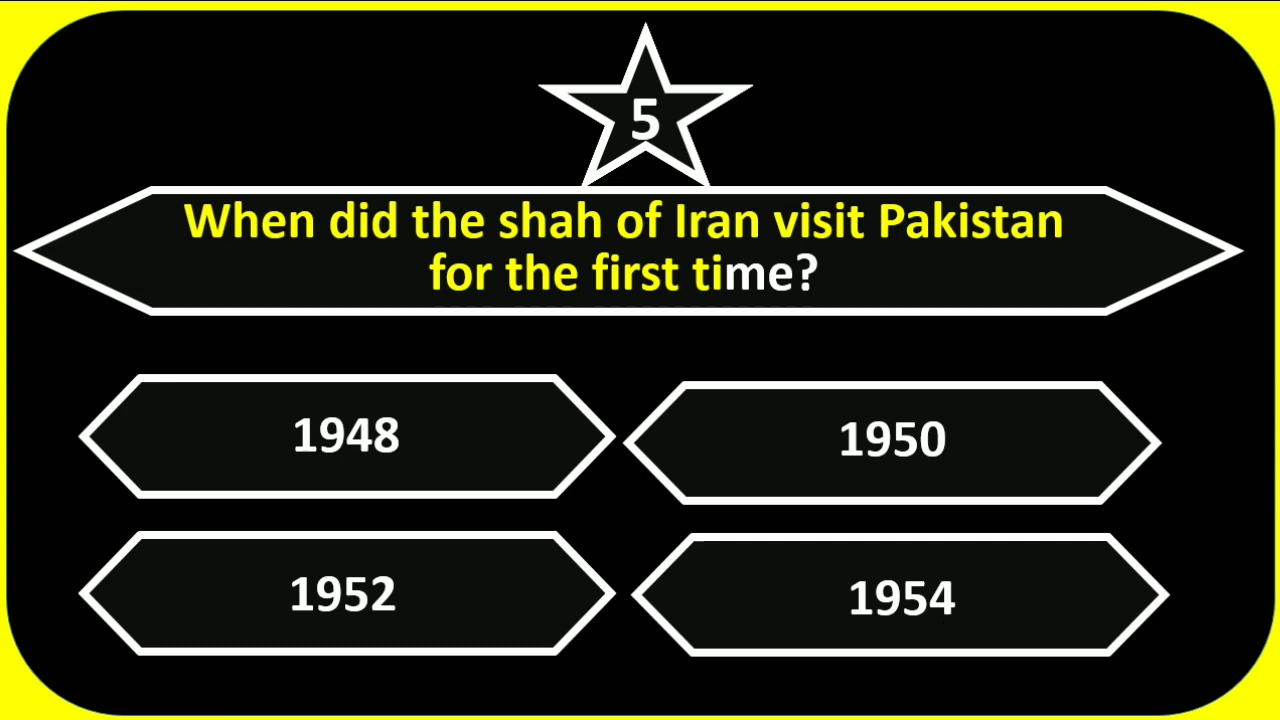 5
When did the shah of Iran visit Pakistan
for the first time?
1948
1950
1952
1954